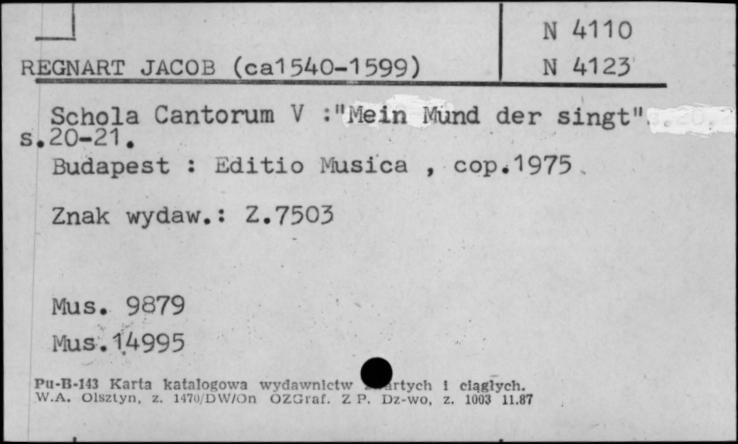 N 4110
REGNART JACOB (ca1540-1599)
N 4123
Schola Cantorum V :"Mein Mund der singt"
s.20-21.
Budapest : Editio Musica , cop.1975.
Znak wydaw.: Z.7503
Mus. 9879
Mus.14995
Pu-B-143 Karta katalogowa wydawnictw i ciągłych.
W.A. Olsztyn, z. 1470/DW/On OZGraf. Z P. Dz-wo, z. 1003 11.87